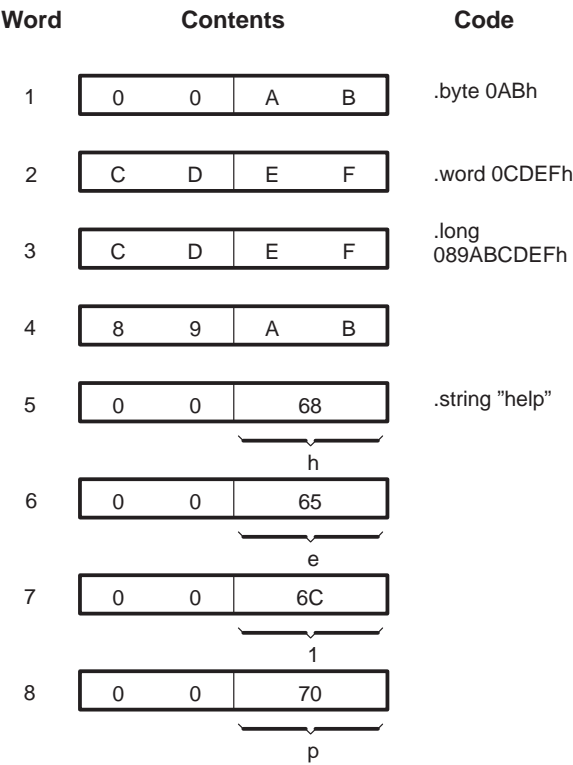 Word Contents Code
1 0 0 A B .byte 0ABh
2 C D E F .word 0CDEFh
3 C D E F .long
089ABCDEFh
4 8 9 A B
5 0 0 68 .string ”help”
h
6 0 0 65
e
7 0 0 6C
1
8 0 0 70
p